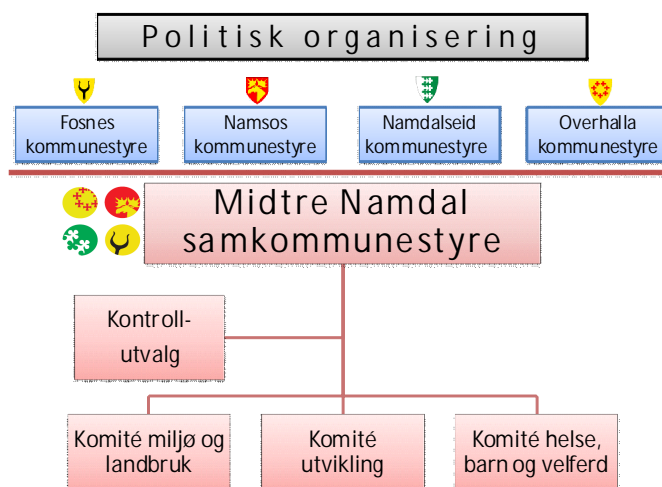 Politisk organisering
Fosnes
kommunestyre
Namsos
kommunestyre
Namdalseid
kommunestyre
Overhalla
kommunestyre
Midtre Namdal
samkommunestyre
Kontroll-
utvalg
Komité miljø og
landbruk
Komité
utvikling
Komité helse,
barn og velferd